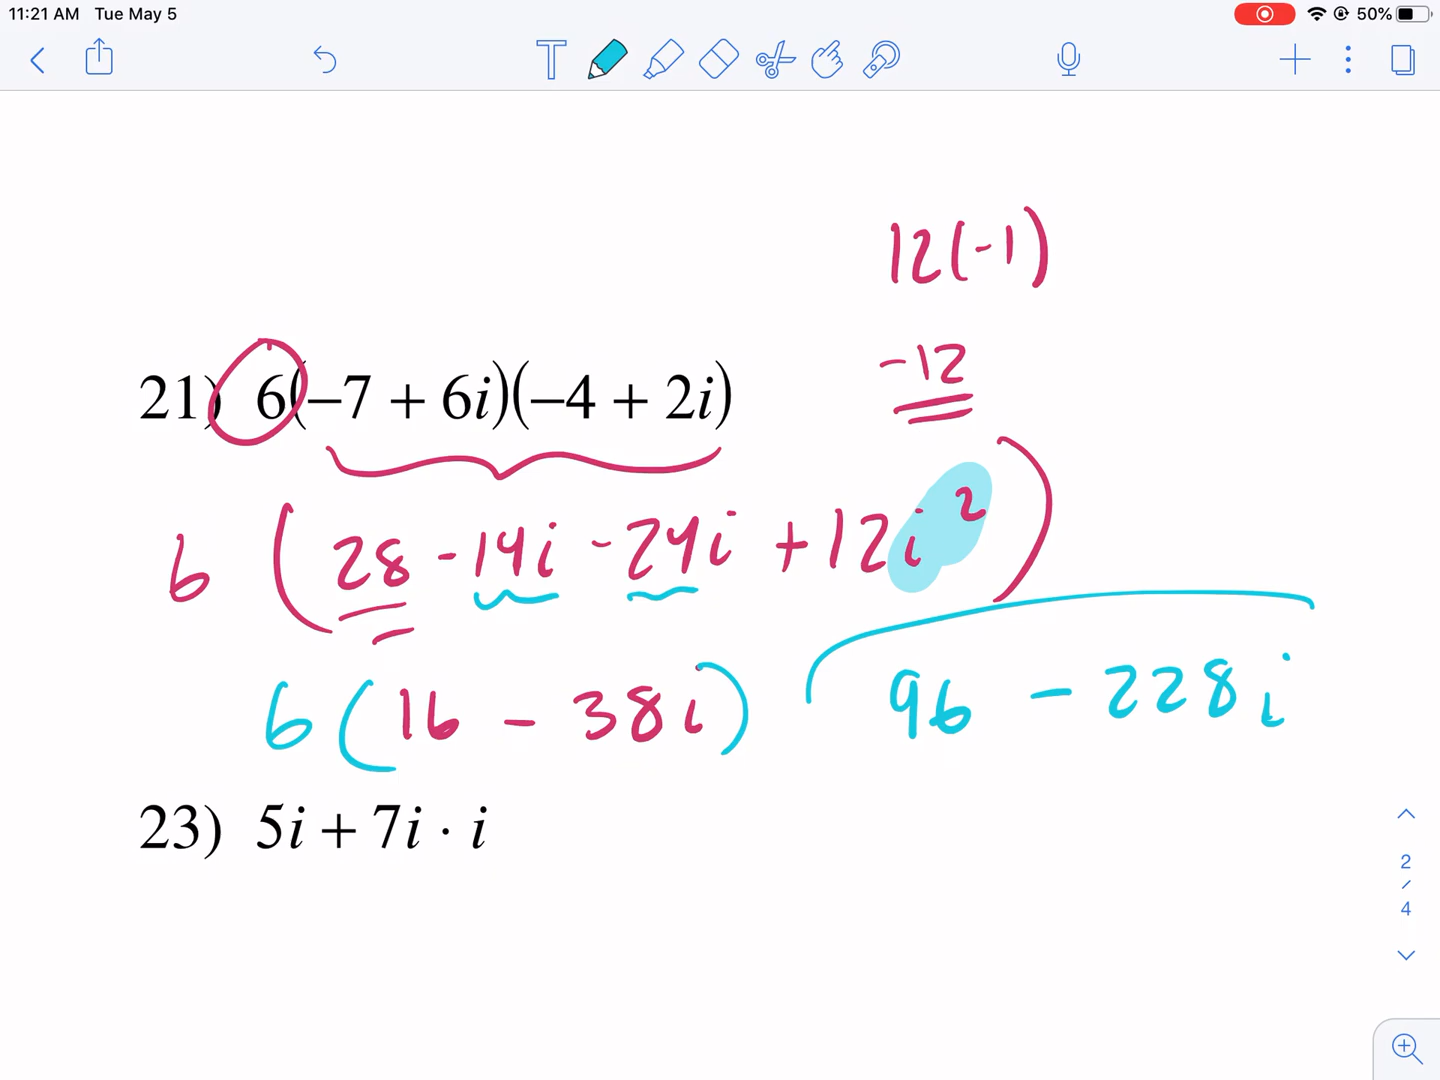 11:21 AM Tue May 5 50%
T
12(-1)
-12
21) 6(−7 + 6i)(−4 + 2i)
6 (28 - 14i - 24i + 12i²)
6(16 - 38i) 96 - 228i
23) 5i + 7i · i
2
/
4